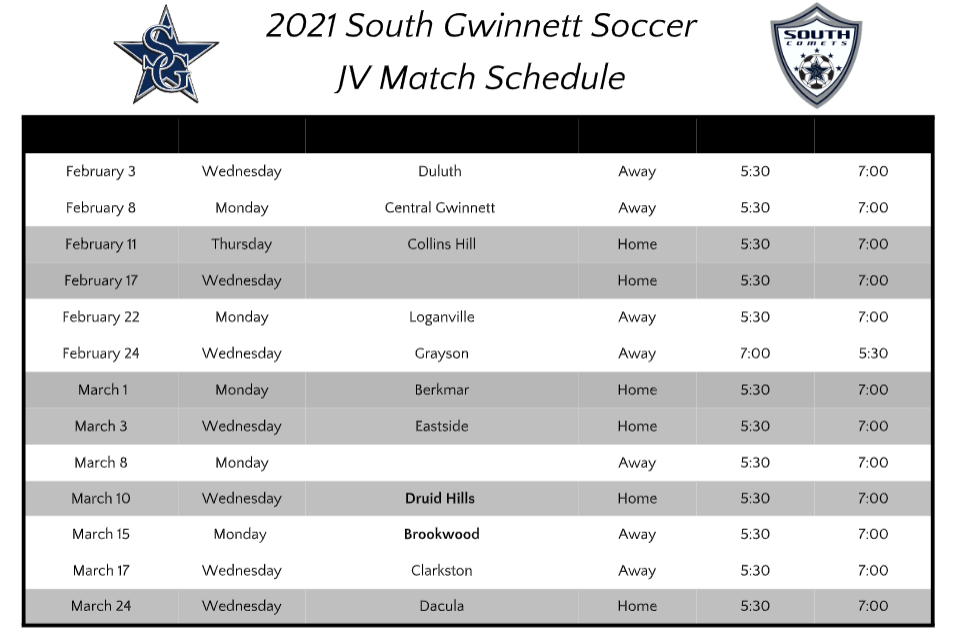 2021 South Gwinnett Soccer
JV Match Schedule
SG
SOUTH
COMETS
February 3 Wednesday Duluth Away 5:30 7:00
February 8 Monday Central Gwinnett Away 5:30 7:00
February 11 Thursday Collins Hill Home 5:30 7:00
February 17 Wednesday Home 5:30 7:00
February 22 Monday Loganville Away 5:30 7:00
February 24 Wednesday Grayson Away 7:00 5:30
March 1 Monday Berkmar Home 5:30 7:00
March 3 Wednesday Eastside Home 5:30 7:00
March 8 Monday Away 5:30 7:00
March 10 Wednesday Druid Hills Home 5:30 7:00
March 15 Monday Brookwood Away 5:30 7:00
March 17 Wednesday Clarkston Away 5:30 7:00
March 24 Wednesday Dacula Home 5:30 7:00